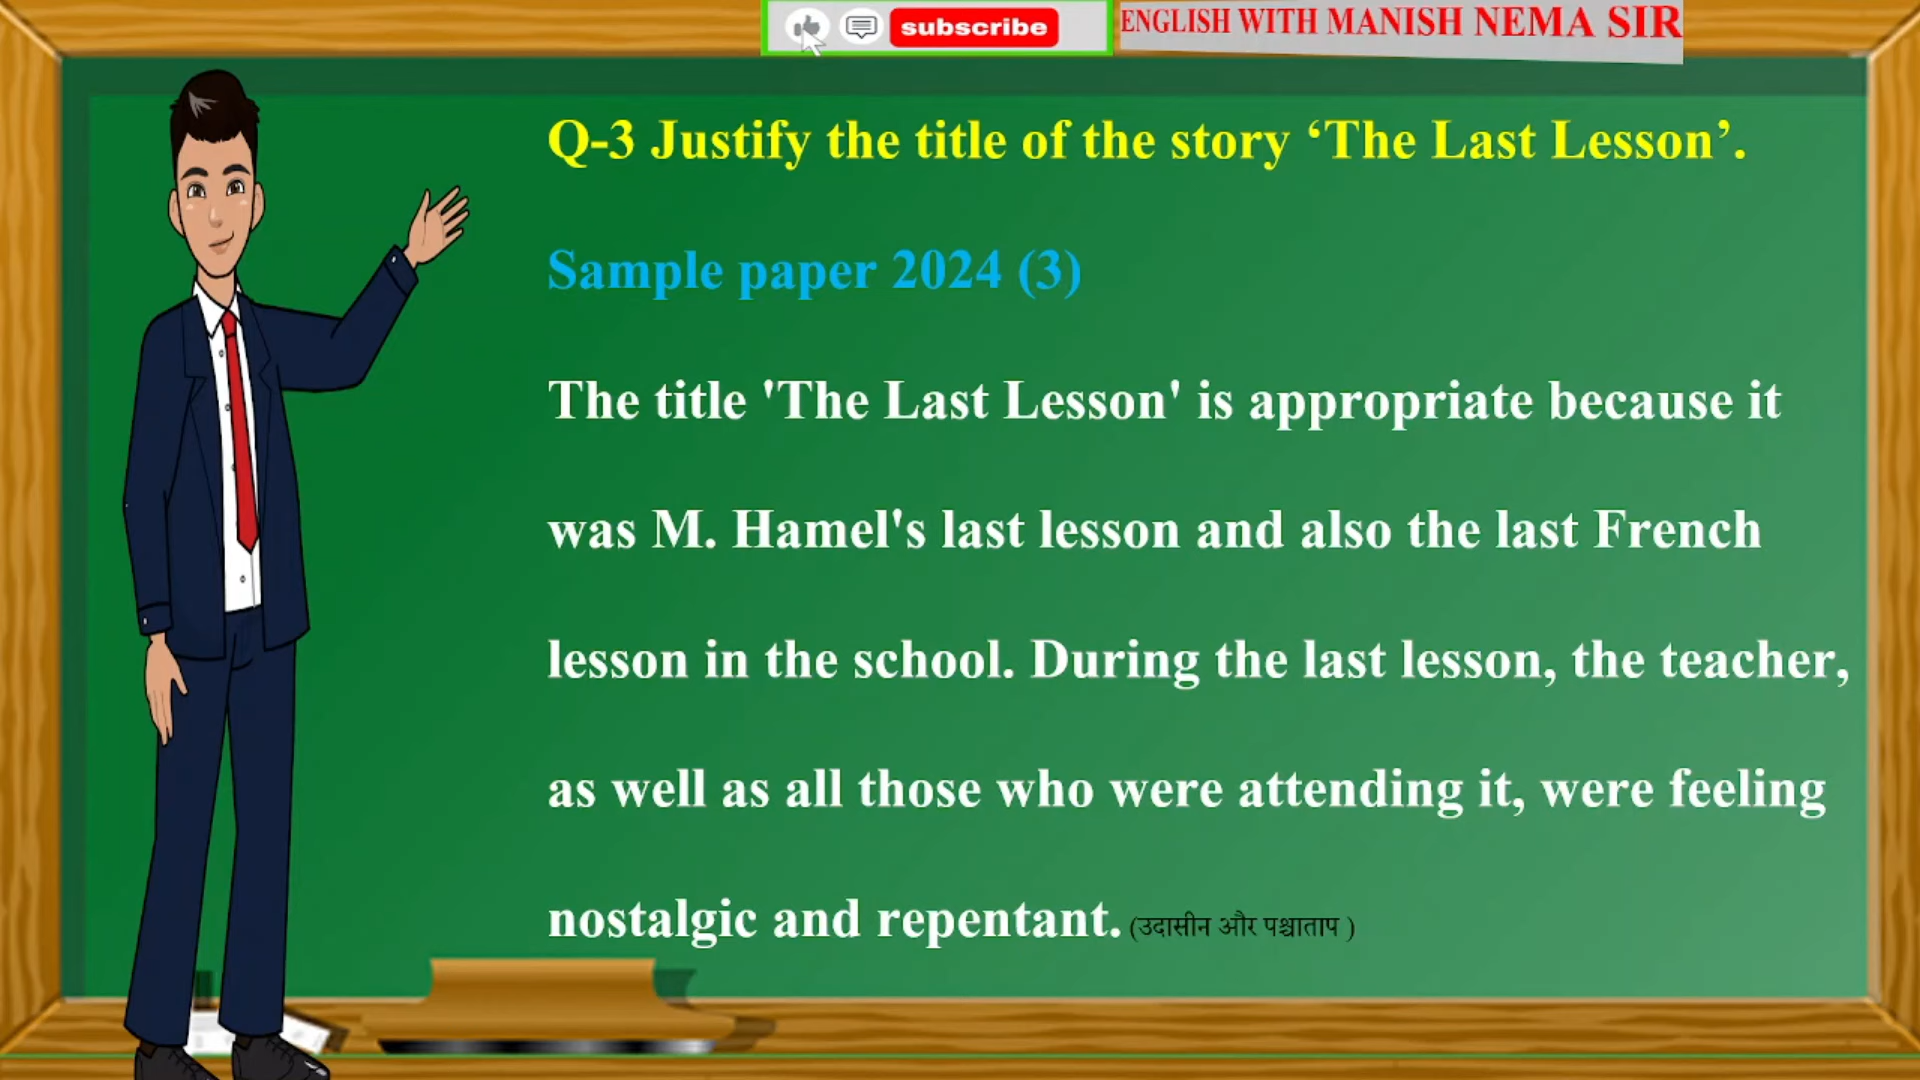 subscribe
ENGLISH WITH MANISH NEMA SIR
Q-3 Justify the title of the story ‘The Last Lesson’.
Sample paper 2024 (3)
The title 'The Last Lesson' is appropriate because it
was M. Hamel's last lesson and also the last French
lesson in the school. During the last lesson, the teacher,
as well as all those who were attending it, were feeling
nostalgic and repentant. (उदासीन और पश्चाताप )